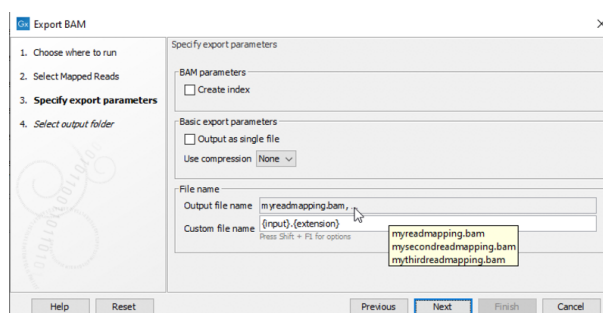 Gx Export BAM
1. Choose where to run
2. Select Mapped Reads
3. Specify export parameters
4. Select output folder
Specify export parameters
BAM parameters
Create index
Basic export parameters
Output as single file
Use compression None
File name
Output file name myreadmapping.bam, ...
Custom file name {input}.{extension}
Press Shift + F1 for options
myreadmapping.bam
mysecondreadmapping.bam
mythirdreadmapping.bam
Help Reset Previous Next Finish Cancel